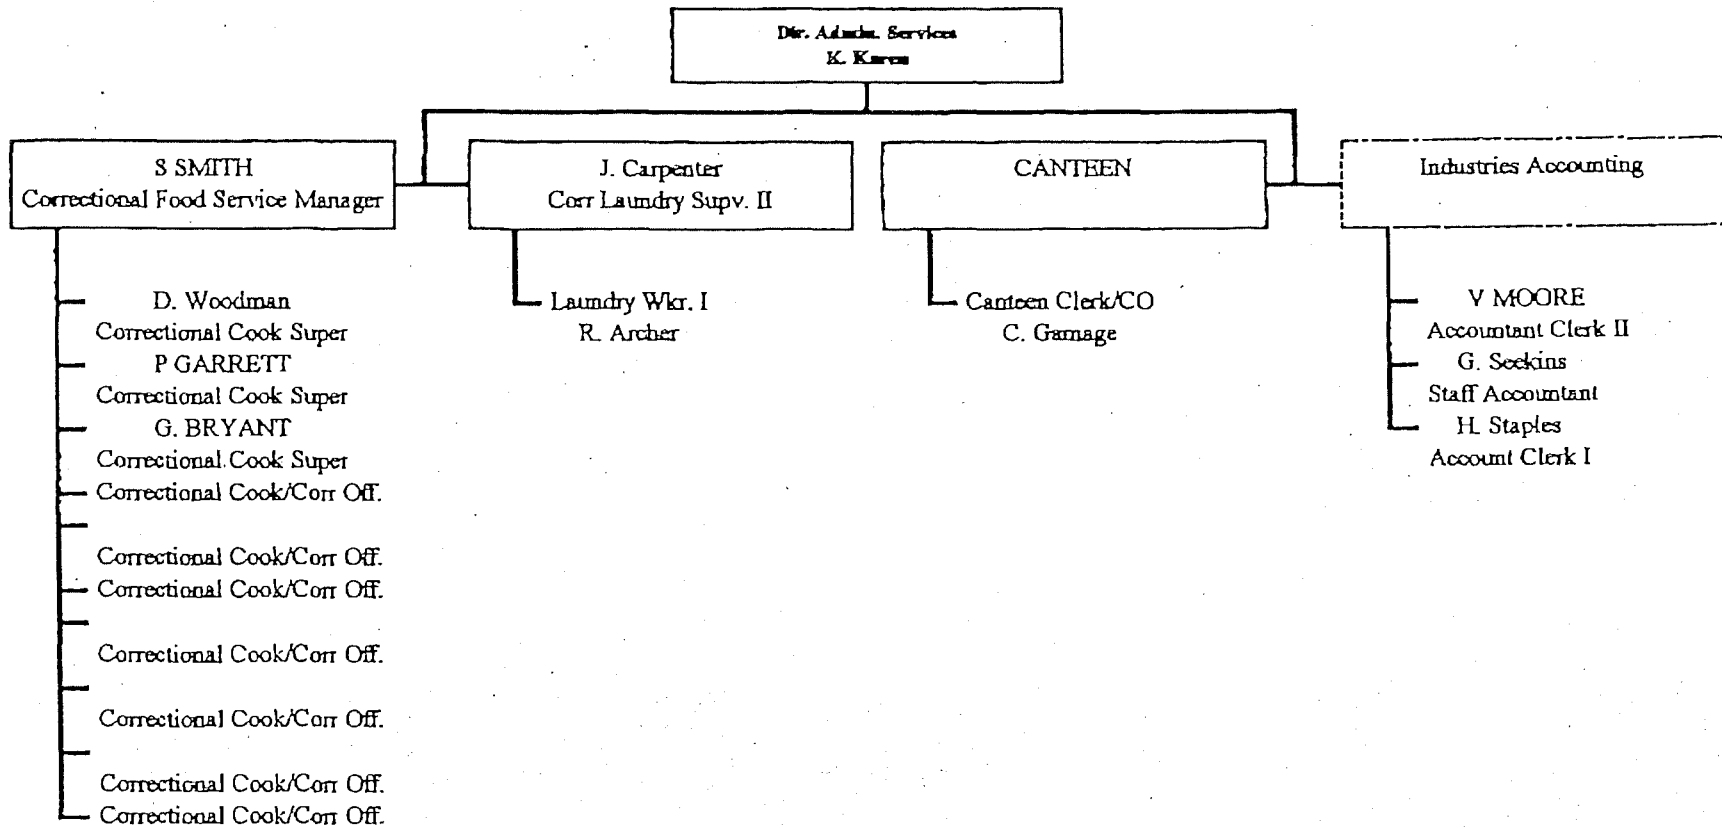 Dir. Admin. Services
K. Karen
S SMITH
Correctional Food Service Manager
J. Carpenter
Corr Laundry Supv. II
CANTEEN
Industries Accounting
D. Woodman
Correctional Cook Super
P GARRETT
Correctional Cook Super
G. BRYANT
Correctional Cook Super
Correctional Cook/Corr Off.
Correctional Cook/Corr Off.
Correctional Cook/Corr Off.
Correctional Cook/Corr Off.
Correctional Cook/Corr Off.
Correctional Cook/Corr Off.
Correctional Cook/Corr Off.
Laundry Wkr. I
R. Archer
Canteen Clerk/CO
C. Gamage
V MOORE
Accountant Clerk II
G. Seekins
Staff Accountant
H. Staples
Account Clerk I